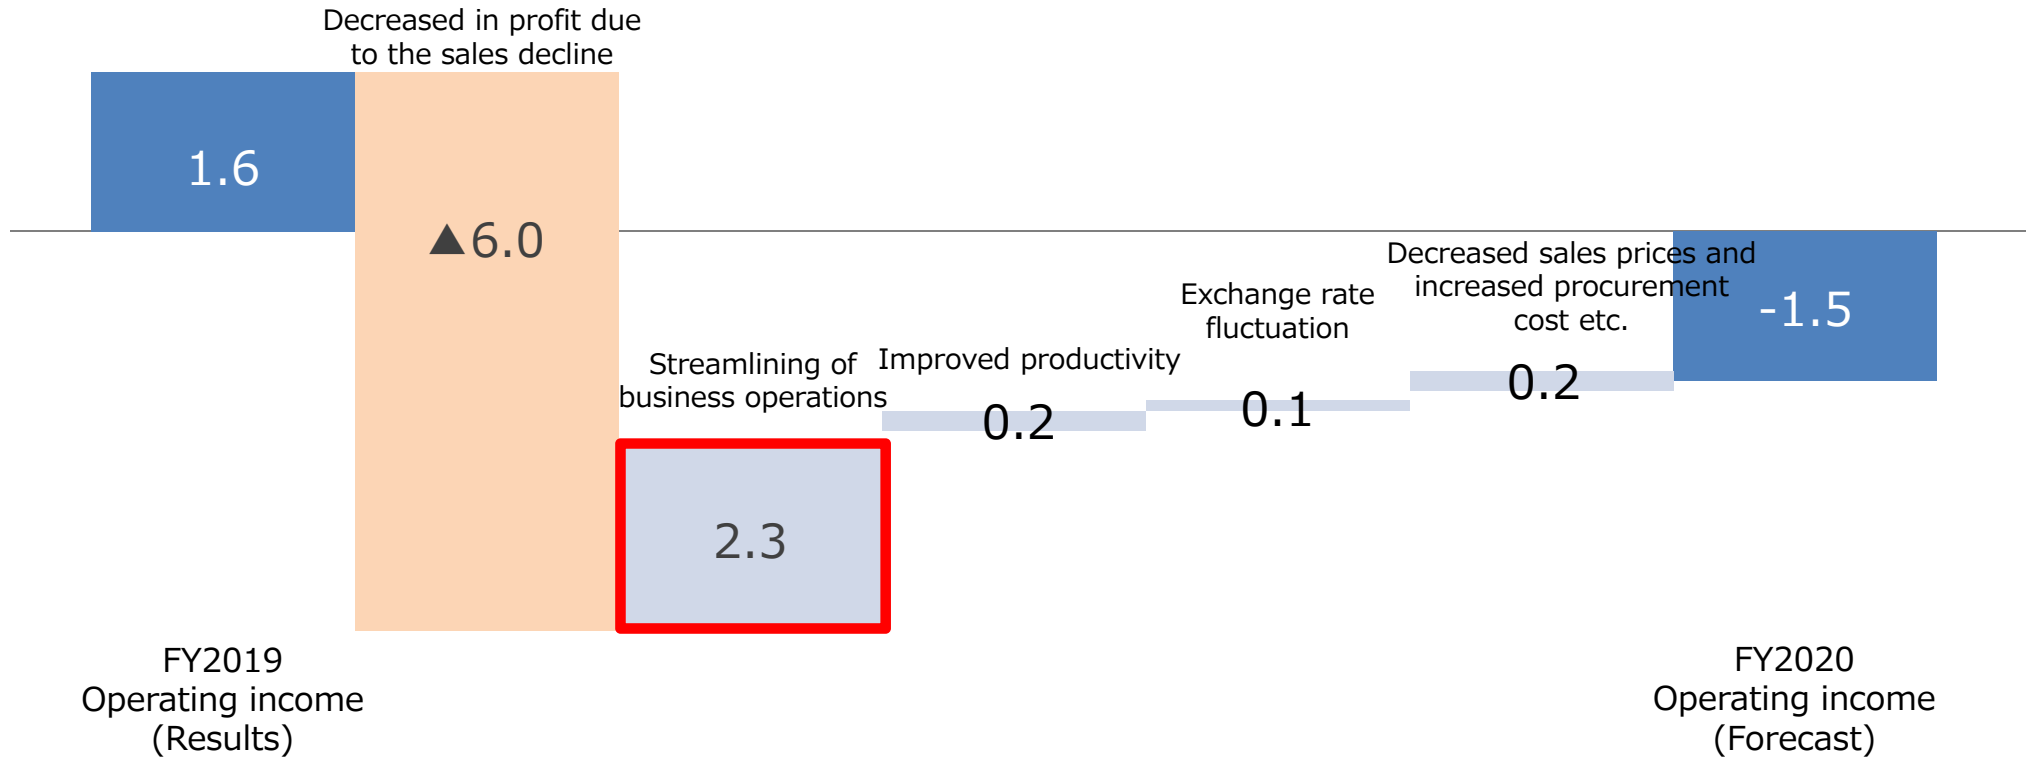 Decreased in profit due
to the sales decline
1.6
▲6.0
Streamlining of
business operations
2.3
Improved productivity
0.2
Exchange rate
fluctuation
0.1
Decreased sales prices and
increased procurement
cost etc.
0.2
-1.5
FY2019
Operating income
(Results)
FY2020
Operating income
(Forecast)